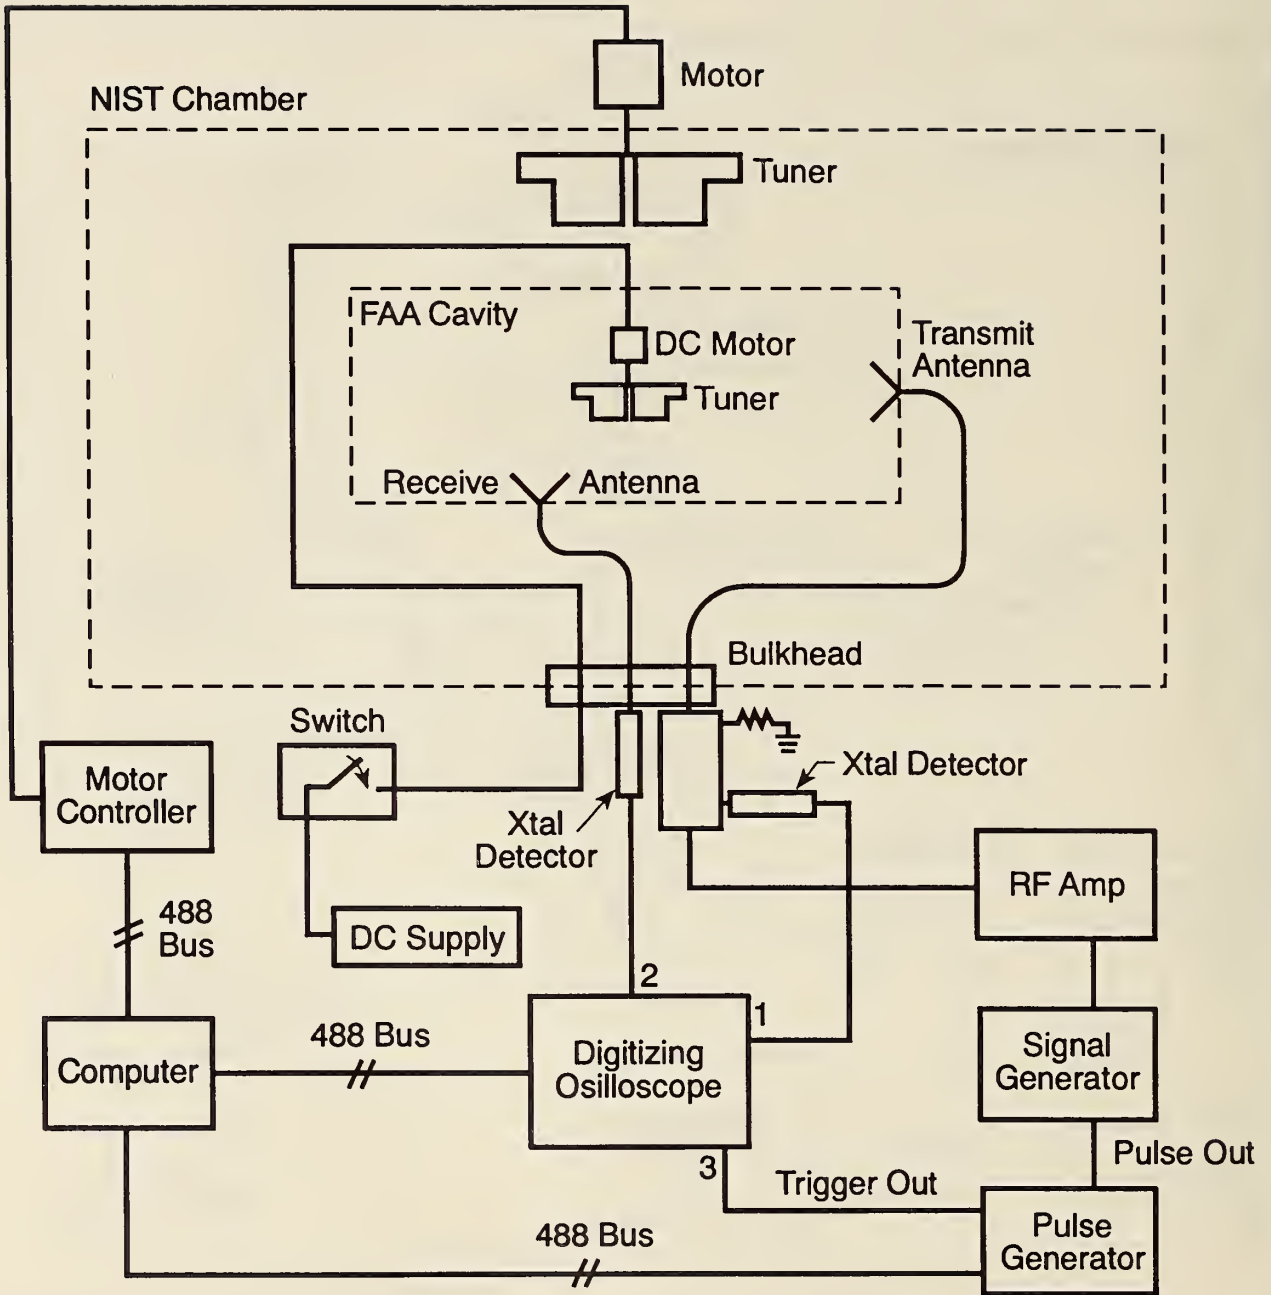 Motor
NIST Chamber
Tuner
FAA Cavity
DC Motor
Transmit
Antenna
Tuner
Receive
Antenna
Bulkhead
Switch
Motor
Controller
Xtal Detector
Xtal
Detector
RF Amp
488
Bus
DC Supply
2
1
488 Bus
Digitizing
Osilloscope
Computer
Signal
Generator
3
Pulse Out
Trigger Out
488 Bus
Pulse
Generator